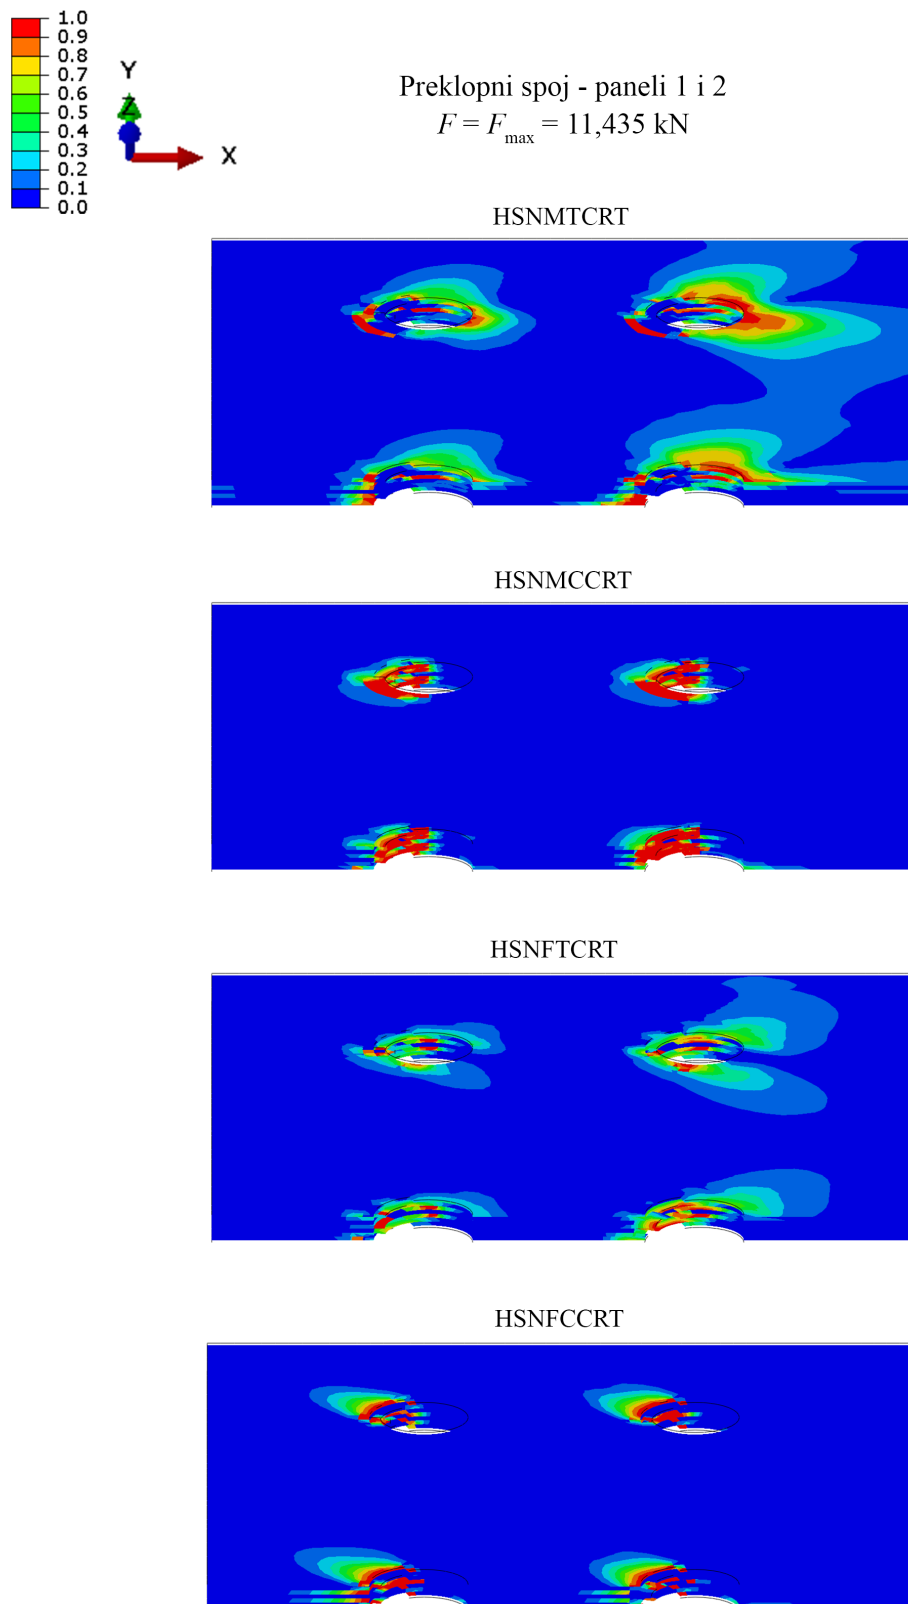 1.0
0.9
0.8
0.7
0.6
0.5
0.4
0.3
0.2
0.1
0.0
Y
Z
X
Preklopni spoj - paneli 1 i 2
F = Fmax = 11,435 kN
HSNMTCRT
HSNMCCRT
HSNFTCRT
HSNFCCRT